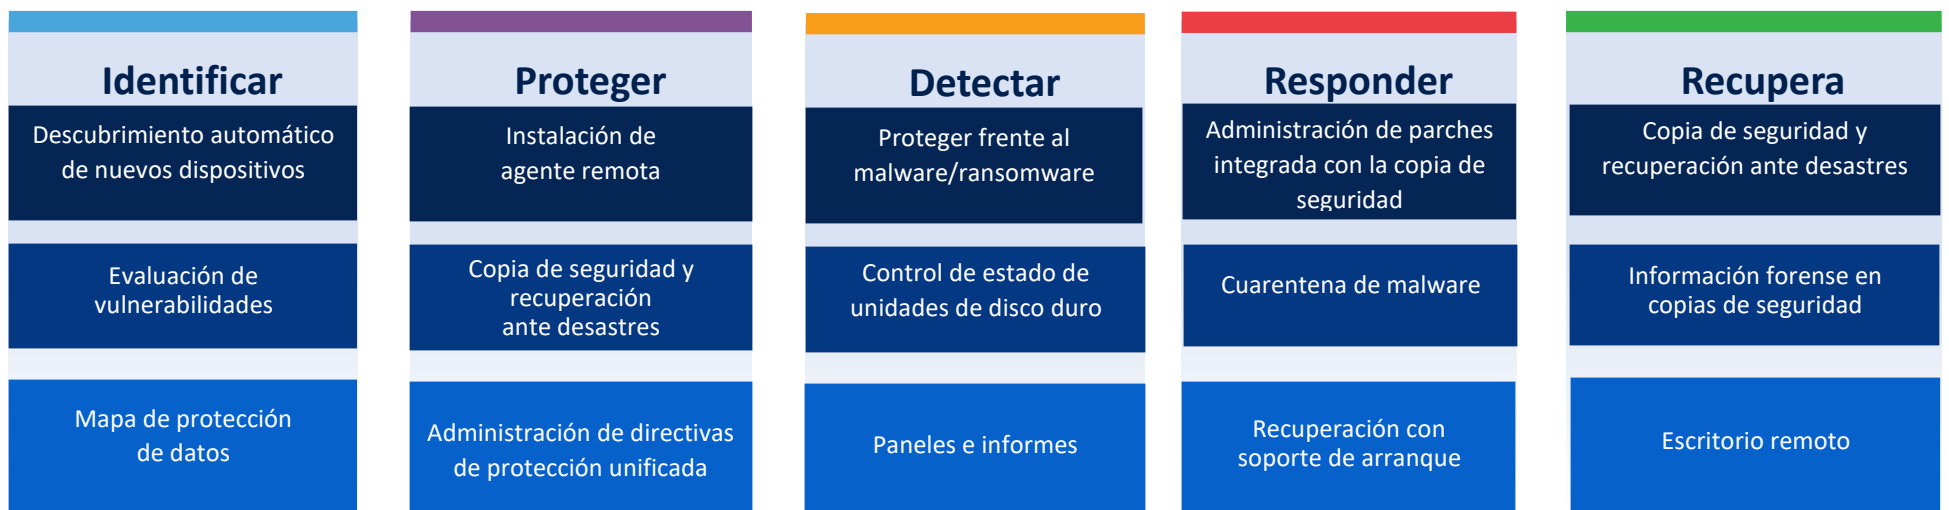 Identificar
Descubrimiento automático
de nuevos dispositivos
Evaluación de
vulnerabilidades
Mapa de protección
de datos
Proteger
Instalación de
agente remota
Copia de seguridad y
recuperación
ante desastres
Administración de directivas
de protección unificada
Detectar
Proteger frente al
malware/ransomware
Control de estado de
unidades de disco duro
Paneles e informes
Responder
Administración de parches
integrada con la copia de
seguridad
Cuarentena de malware
Recuperación con
soporte de arranque
Recupera
Copia de seguridad y
recuperación ante desastres
Información forense en
copias de seguridad
Escritorio remoto